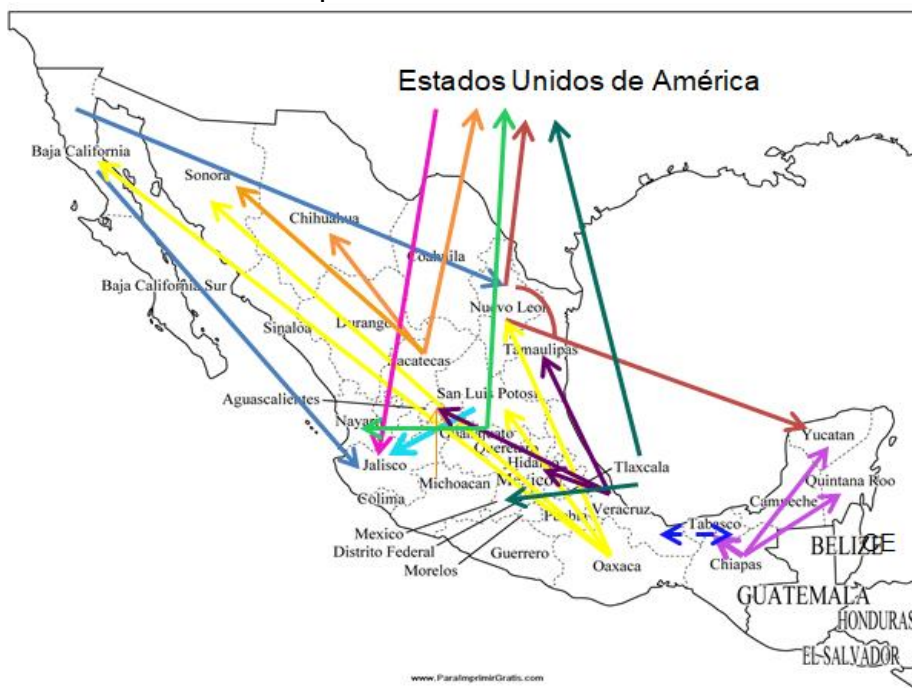 Estados Unidos de América
Baja California
Sonora
Chihuahua
Coahuila
Baja California Sur
Nuevo Leon
Sinaloa
Durango
Tamaulipas
Zacatecas
San Luis Potosi
Aguascalientes
Nayarit
Guanajuato
Yucatan
Queretaro
Hidalgo
Jalisco
Tlaxcala
Michoacan
Mexico
Quintana Roo
Colima
Campeche
Veracruz
Puebla
Tabasco
Mexico
Distrito Federal
Morelos
Guerrero
Oaxaca
Chiapas
BELIZE
CE
GUATEMALA
HONDURAS
EL SALVADOR
www.ParaImprimirGratis.com